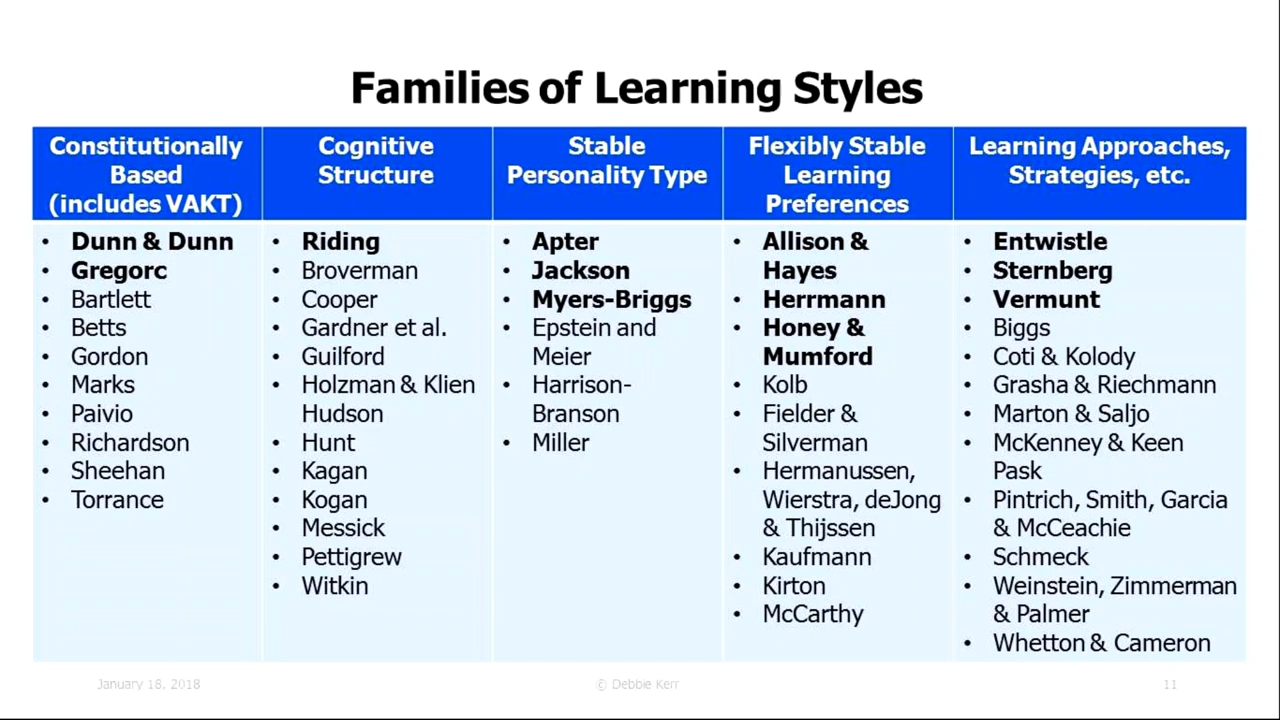 Families of Learning Styles
Constitutionally
Based
(includes VAKT)
Cognitive
Structure
Stable
Personality Type
Flexibly Stable
Learning
Preferences
Learning Approaches,
Strategies, etc.
• Dunn & Dunn
• Gregorc
• Bartlett
• Betts
• Gordon
• Marks
• Paivio
• Richardson
• Sheehan
• Torrance
• Riding
• Broverman
• Cooper
• Gardner et al.
• Guilford
• Holzman & Klien
Hudson
• Hunt
• Kagan
• Kogan
• Messick
• Pettigrew
• Witkin
• Apter
• Jackson
• Myers-Briggs
• Epstein and
Meier
• Harrison-
Branson
• Miller
• Allison &
Hayes
• Herrmann
• Honey &
Mumford
• Kolb
• Fielder &
Silverman
• Hermanussen,
Wierstra, deJong
& Thijssen
• Kaufmann
• Kirton
• McCarthy
• Entwistle
• Sternberg
• Vermunt
• Biggs
• Coti & Kolody
• Grasha & Riechmann
• Marton & Saljo
• McKenney & Keen
Pask
• Pintrich, Smith, Garcia
& McCeachie
• Schmeck
• Weinstein, Zimmerman
& Palmer
• Whetton & Cameron
January 18, 2018
© Debbie Kerr
11